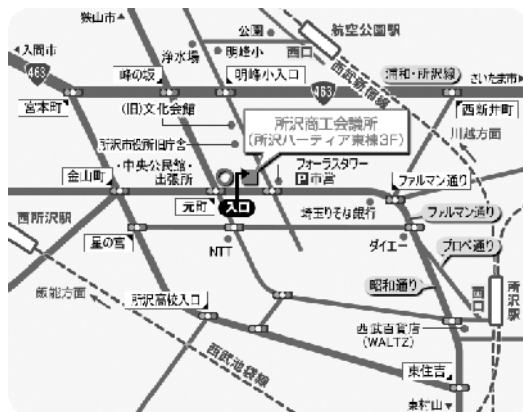 狭山市▲
公園
航空公園駅
浄水場
明峰小
西口
▲入間市
463
峰の坂
明峰小入口
463
西武新宿線
浦和・所沢線
さいたま市▶
宮本町
(旧)文化会館
西新井町
所沢市役所旧庁舎
所沢商工会議所
(所沢ハーティア東棟3F)
川越方面
・中央公民館・
出張所
フォーラスタワー
P市営
金山町
ファルマン通り
元町
入口
埼玉りそな銀行
ファルマン通り
西所沢駅
星の宮
NTT
ダイエー
プロペ通り
飯能方面
所沢高校入口
昭和通り
西口
所沢駅
西武百貨店
(WALTZ)
西武池袋線
東住吉
東村山▼